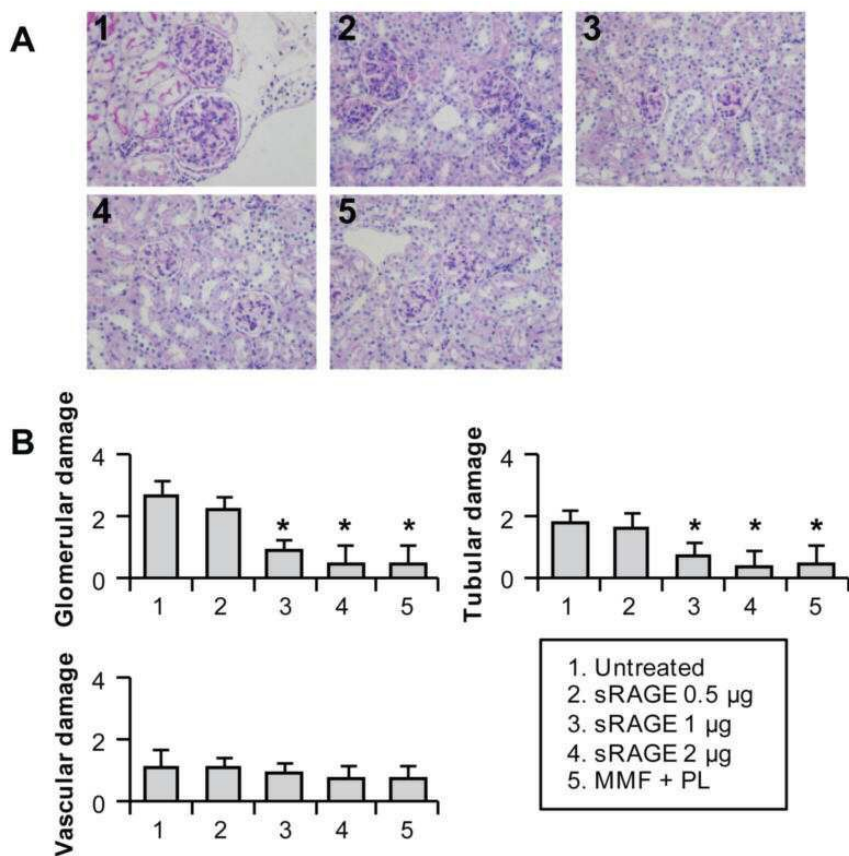 A
1
2
3
4
5
B
Glomerular damage
4
2
0
* * *
1 2 3 4 5
Tubular damage
4
2
0
* * *
1 2 3 4 5
Vascular damage
4
2
0
1 2 3 4 5
1. Untreated
2. sRAGE 0.5 µg
3. sRAGE 1 µg
4. sRAGE 2 µg
5. MMF + PL